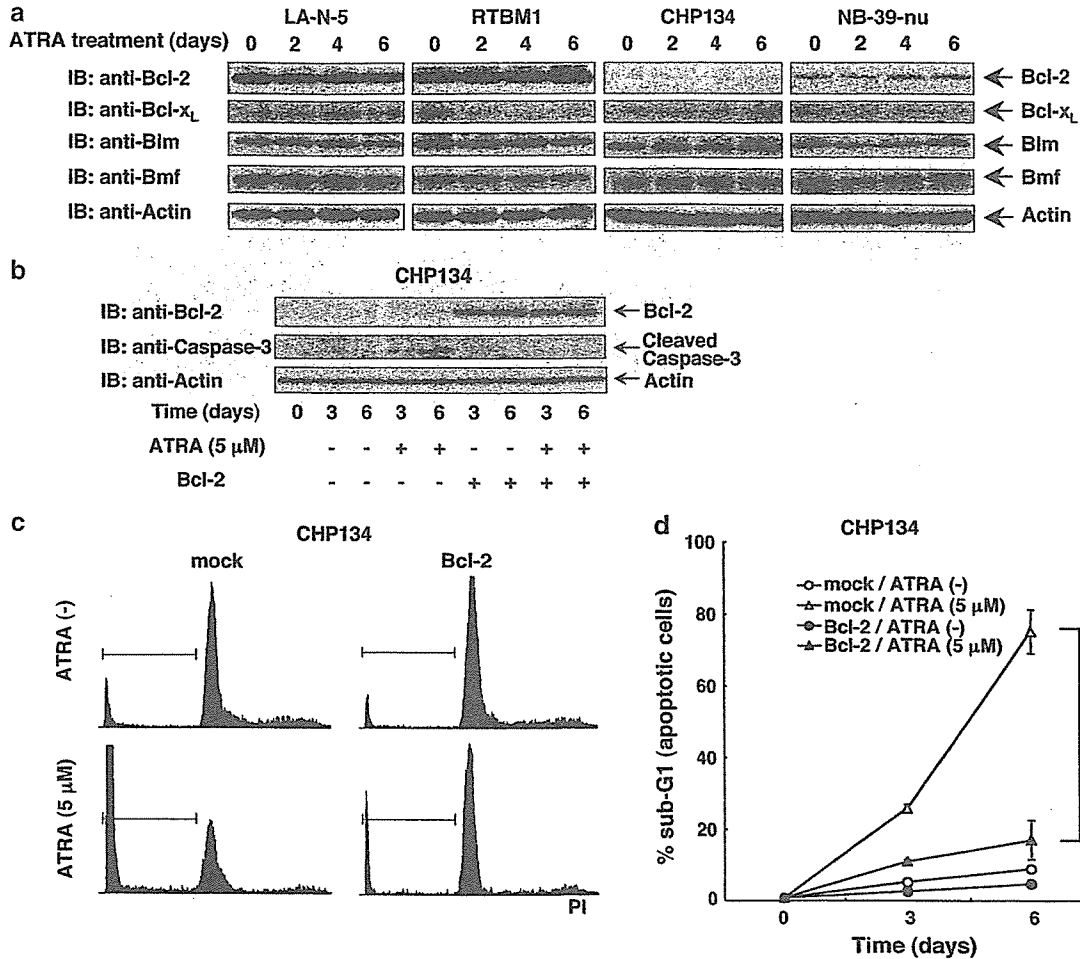 a
LA-N-5 RTBM1 CHP134 NB-39-nu
ATRA treatment (days) 0 2 4 6 0 2 4 6 0 2 4 6 0 2 4 6
IB: anti-Bcl-2 Bcl-2
IB: anti-Bcl-xL Bcl-xL
IB: anti-Bim Bim
IB: anti-Bmf Bmf
IB: anti-Actin Actin
b
CHP134
IB: anti-Bcl-2 Bcl-2
IB: anti-Caspase-3 Cleaved
Caspase-3
IB: anti-Actin Actin
Time (days) 0 3 6 3 6 3 6 3 6
ATRA (5 μM) - - + + - - + +
Bcl-2 - - - - + + + +
c
CHP134
mock Bcl-2
ATRA (-)
ATRA (5 μM)
PI
d
CHP134
% sub-G1 (apoptotic cells)
100
80
60
40
20
0
mock / ATRA (-)
mock / ATRA (5 μM)
Bcl-2 / ATRA (-)
Bcl-2 / ATRA (5 μM)
0 3 6
Time (days)